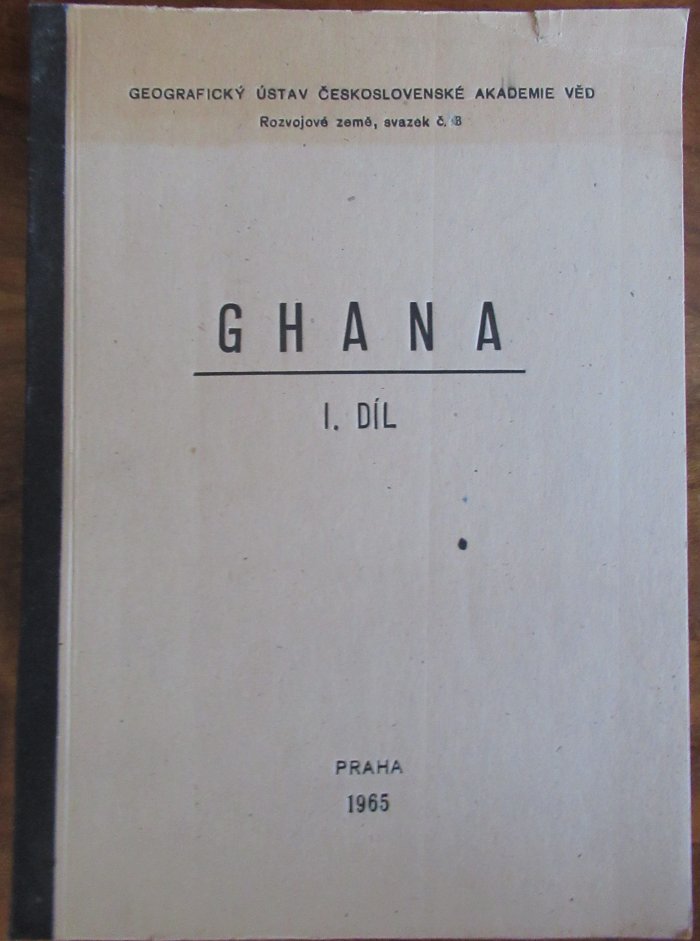 GEOGRAFICKÝ ÚSTAV ČESKOSLOVENSKÉ AKADEMIE VĚD
Rozvojové země, svazek č. 8
GHANA
I. DÍL
PRAHA
1965